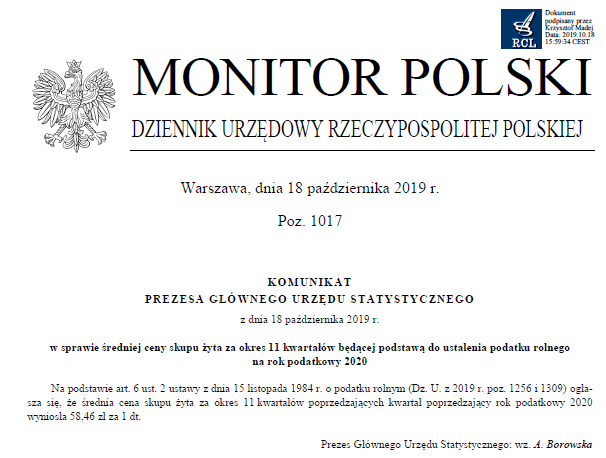 Dokument
podpisany przez
Krzysztof Madej
Data: 2019.10.18
15:59:34 CEST
RCL
MONITOR POLSKI
DZIENNIK URZĘDOWY RZECZYPOSPOLITEJ POLSKIEJ
Warszawa, dnia 18 października 2019 r.
Poz. 1017
KOMUNIKAT
PREZESA GŁÓWNEGO URZĘDU STATYSTYCZNEGO
z dnia 18 października 2019 r.
w sprawie średniej ceny skupu żyta za okres 11 kwartałów będącej podstawą do ustalenia podatku rolnego
na rok podatkowy 2020
Na podstawie art. 6 ust. 2 ustawy z dnia 15 listopada 1984 r. o podatku rolnym (Dz. U. z 2019 r. poz. 1256 i 1309) ogła-
sza się, że średnia cena skupu żyta za okres 11 kwartałów poprzedzających kwartał poprzedzający rok podatkowy 2020
wyniosła 58,46 zł za 1 dt.
Prezes Głównego Urzędu Statystycznego: wz. A. Borowska